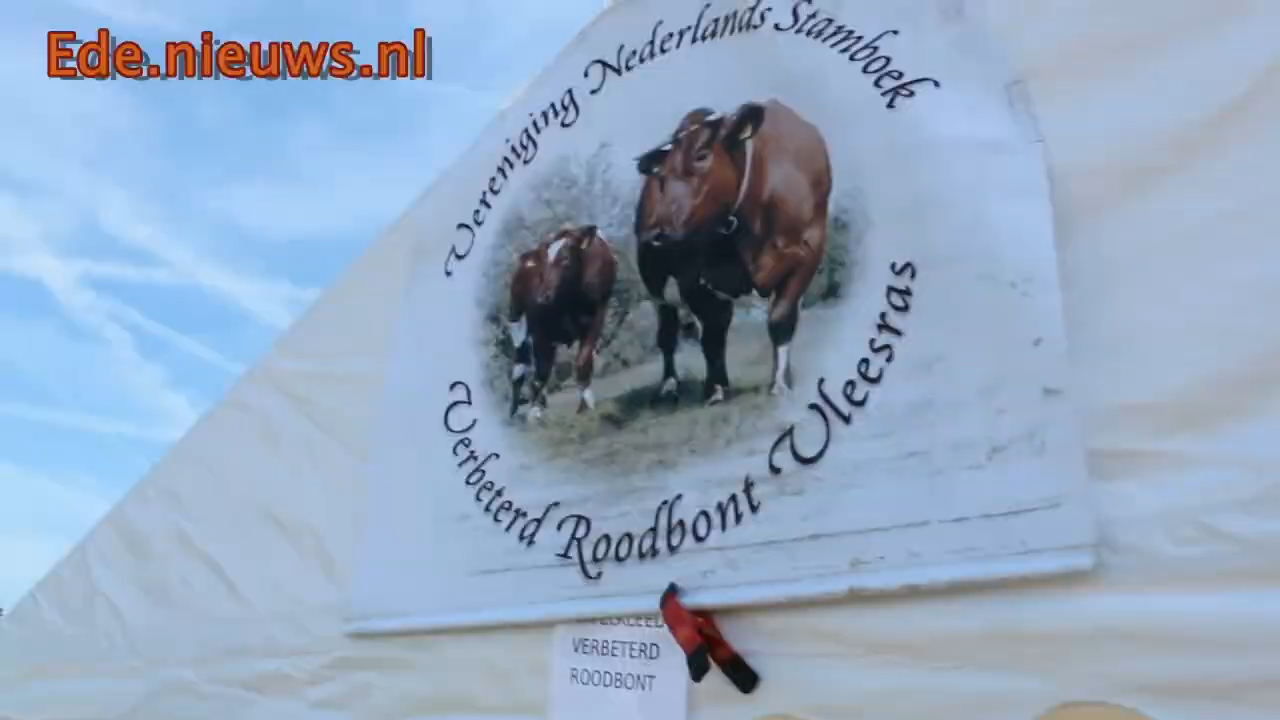 Ede.nieuws.nl
Vereniging Nederlands Stamboek
Verbeterd Roodbont Vleesras
VERBETERD
ROODBONT